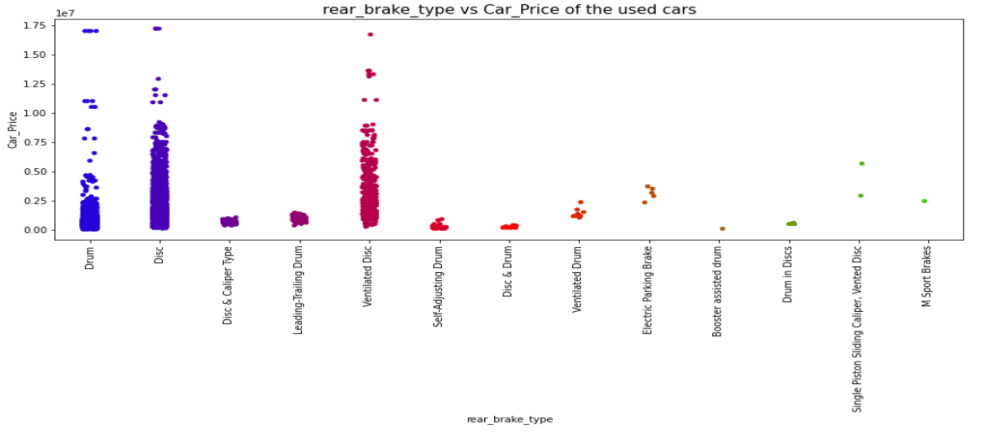 rear_brake_type vs Car_Price of the used cars
1e7
1.75
1.50
1.25
1.00
0.75
0.50
0.25
0.00
Car_Price
Drum
Disc
Disc & Caliper Type
Leading-Trailing Drum
Ventilated Disc
Self-Adjusting Drum
Disc & Drum
Ventilated Drum
Electric Parking Brake
Booster assisted drum
Drum in Discs
Single Piston Sliding Caliper, Vented Disc
M Sport Brakes
rear_brake_type